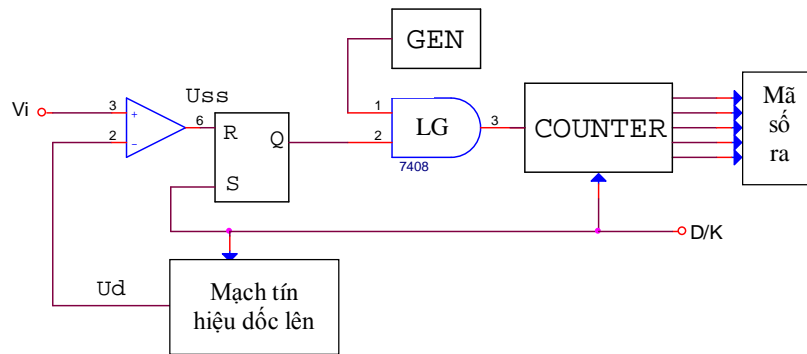 GEN
Vi
3
+
2
−
Uss
6
R
Q
S
1
2
LG
3
7408
COUNTER
Mã
số
ra
D/K
Ud
Mạch tín
hiệu dốc lên